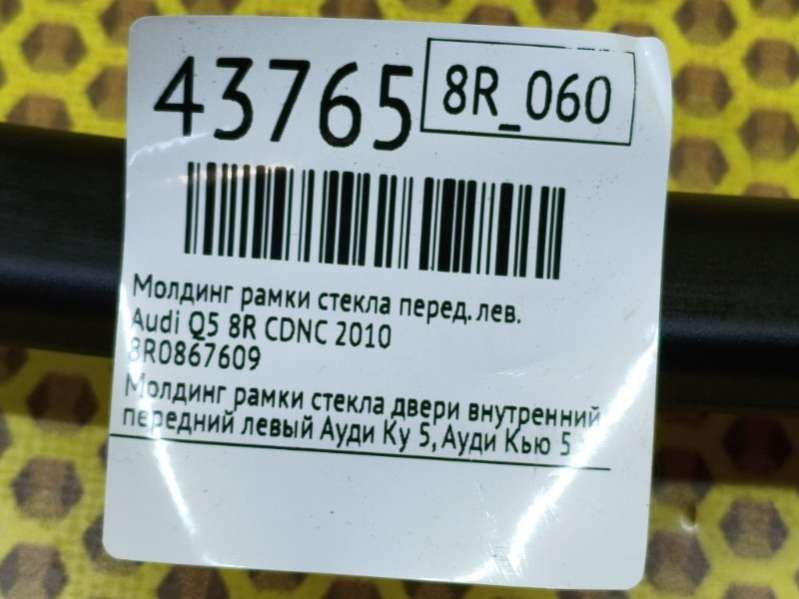 43765
8R_060
Молдинг рамки стекла перед. лев.
Audi Q5 8R CDNC 2010
8R0867609
Молдинг рамки стекла двери внутренний
передний левый Ауди Ку 5, Ауди Кью 5